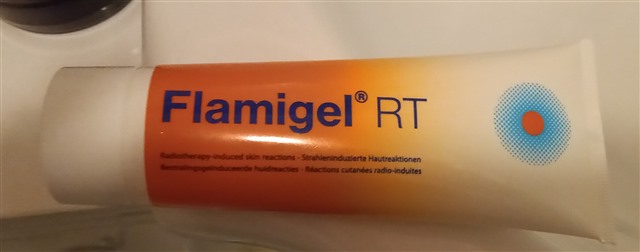 Flamigel® RT
Radiotherapy-induced skin reactions · Strahleninduzierte Hautreaktionen
Bestralingsgeïnduceerde huidreacties · Réactions cutanées radio-induites